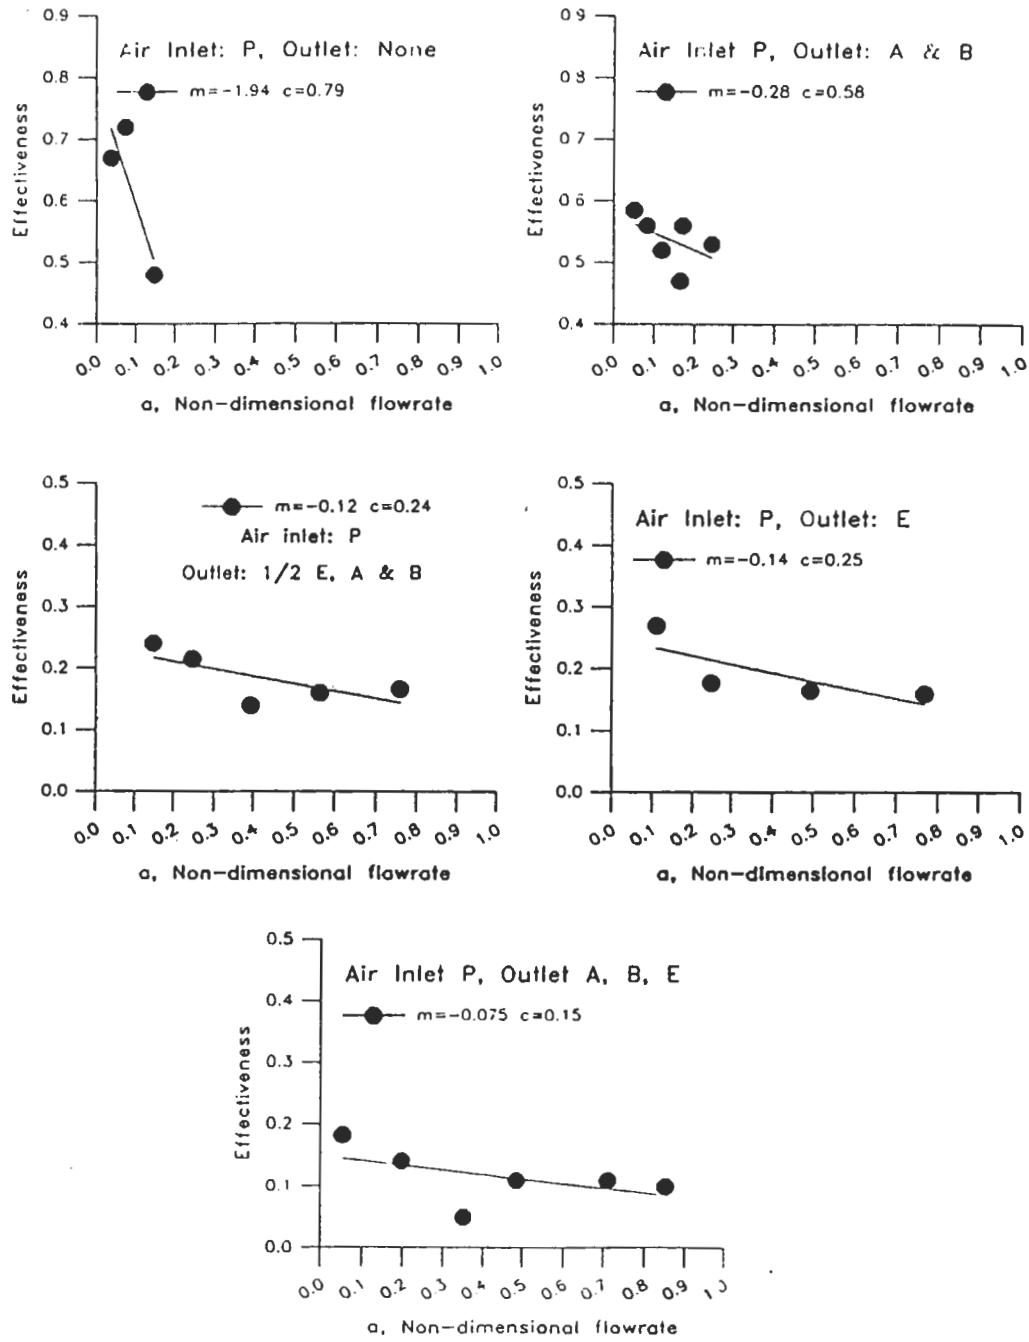 Air Inlet: P, Outlet: None
m=-1.94 c=0.79
Effectiveness
0.9
0.8
0.7
0.6
0.5
0.4
0.0 0.1 0.2 0.3 0.4 0.5 0.6 0.7 0.8 0.9 1.0
a, Non-dimensional flowrate
Air Inlet P, Outlet: A & B
m=-0.28 c=0.58
Effectiveness
0.9
0.8
0.7
0.6
0.5
0.4
0.0 0.1 0.2 0.3 0.4 0.5 0.6 0.7 0.8 0.9 1.0
a, Non-dimensional flowrate
m=-0.12 c=0.24
Air inlet: P
Outlet: 1/2 E, A & B
Effectiveness
0.5
0.4
0.3
0.2
0.1
0.0
0.0 0.1 0.2 0.3 0.4 0.5 0.6 0.7 0.8 0.9 1.0
a, Non-dimensional flowrate
Air Inlet: P, Outlet: E
m=-0.14 c=0.25
Effectiveness
0.5
0.4
0.3
0.2
0.1
0.0
0.0 0.1 0.2 0.3 0.4 0.5 0.6 0.7 0.8 0.9 1.0
a, Non-dimensional flowrate
Air Inlet P, Outlet A, B, E
m=-0.075 c=0.15
Effectiveness
0.5
0.4
0.3
0.2
0.1
0.0
0.0 0.1 0.2 0.3 0.4 0.5 0.6 0.7 0.8 0.9 1.0
a, Non-dimensional flowrate